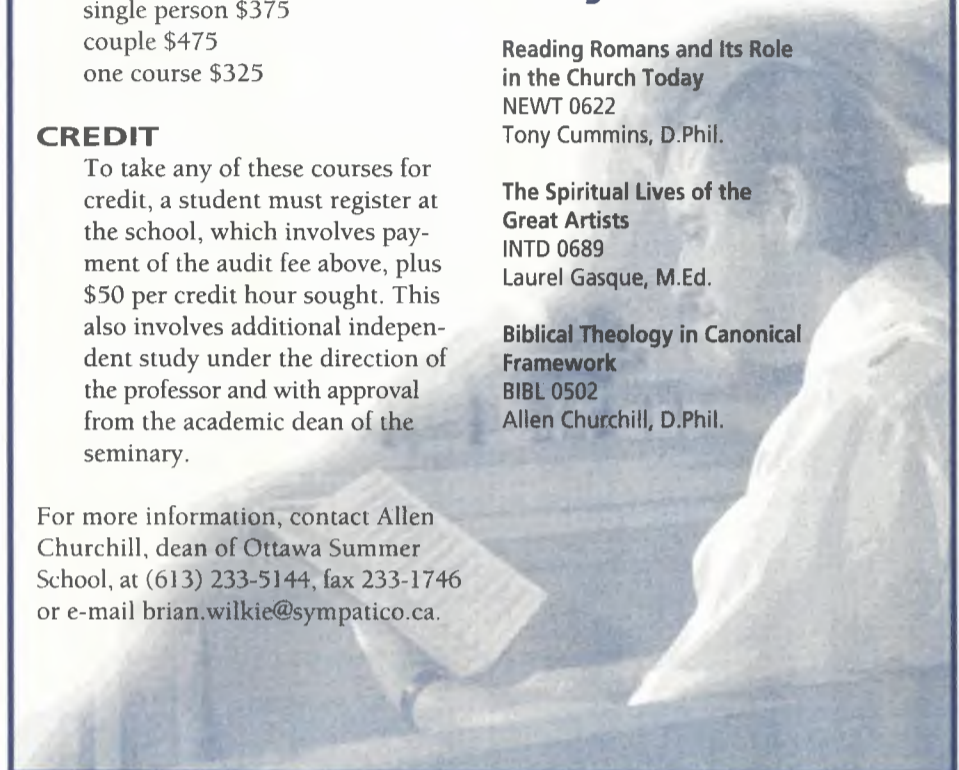 single person $375
couple $475
one course $325
CREDIT
To take any of these courses for
credit, a student must register at
the school, which involves pay-
ment of the audit fee above, plus
$50 per credit hour sought. This
also involves additional indepen-
dent study under the direction of
the professor and with approval
from the academic dean of the
seminary.
For more information, contact Allen
Churchill, dean of Ottawa Summer
School, at (613) 233-5144, fax 233-1746
or e-mail brian.wilkie@sympatico.ca.
Reading Romans and Its Role
in the Church Today
NEWT 0622
Tony Cummins, D.Phil.
The Spiritual Lives of the
Great Artists
INTD 0689
Laurel Gasque, M.Ed.
Biblical Theology in Canonical
Framework
BIBL 0502
Allen Churchill, D.Phil.